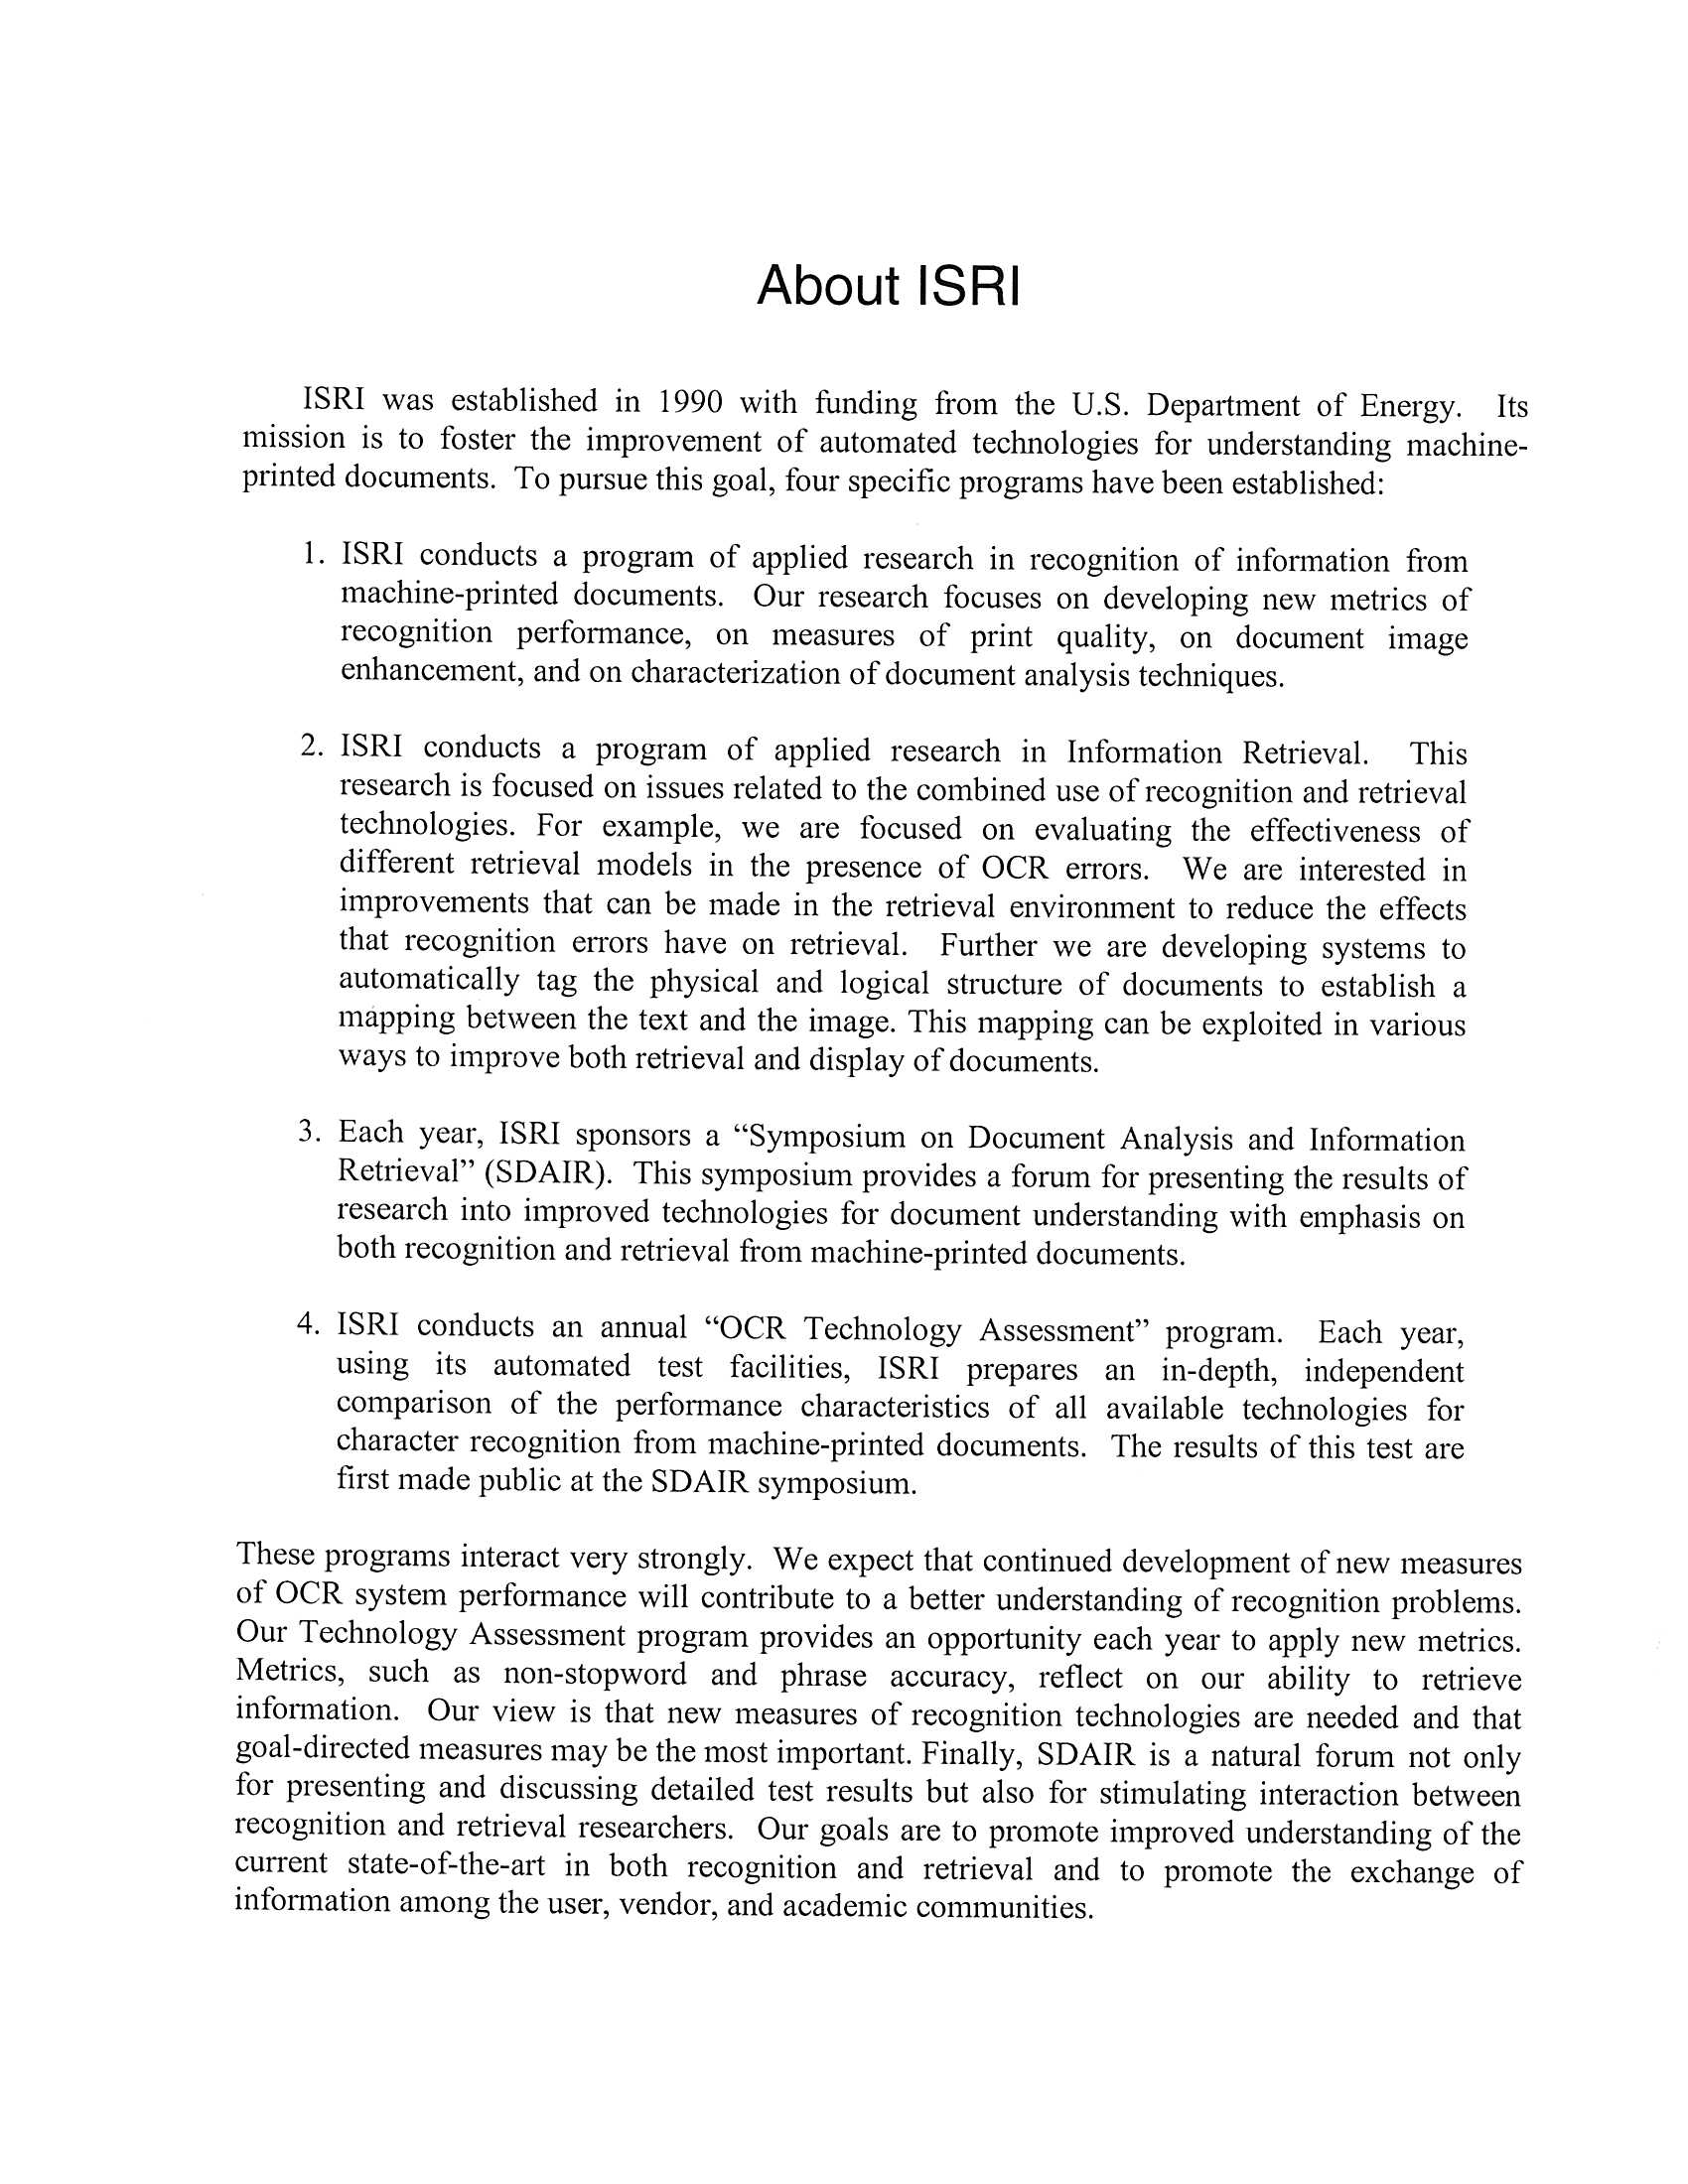 About ISRI
ISRI was established in 1990 with funding from the U.S. Department of Energy. Its
mission is to foster the improvement of automated technologies for understanding machine-
printed documents. To pursue this goal, four specific programs have been established:
1. ISRI conducts a program of applied research in recognition of information from
machine-printed documents. Our research focuses on developing new metrics of
recognition performance, on measures of print quality, on document image
enhancement, and on characterization of document analysis techniques.
2. ISRI conducts a program of applied research in Information Retrieval. This
research is focused on issues related to the combined use of recognition and retrieval
technologies. For example, we are focused on evaluating the effectiveness of
different retrieval models in the presence of OCR errors. We are interested in
improvements that can be made in the retrieval environment to reduce the effects
that recognition errors have on retrieval. Further we are developing systems to
automatically tag the physical and logical structure of documents to establish a
mapping between the text and the image. This mapping can be exploited in various
ways to improve both retrieval and display of documents.
3. Each year, ISRI sponsors a “Symposium on Document Analysis and Information
Retrieval” (SDAIR). This symposium provides a forum for presenting the results of
research into improved technologies for document understanding with emphasis on
both recognition and retrieval from machine-printed documents.
4. ISRI conducts an annual “OCR Technology Assessment” program. Each year,
using its automated test facilities, ISRI prepares an in-depth, independent
comparison of the performance characteristics of all available technologies for
character recognition from machine-printed documents. The results of this test are
first made public at the SDAIR symposium.
These programs interact very strongly. We expect that continued development of new measures
of OCR system performance will contribute to a better understanding of recognition problems.
Our Technology Assessment program provides an opportunity each year to apply new metrics.
Metrics, such as non-stopword and phrase accuracy, reflect on our ability to retrieve
information. Our view is that new measures of recognition technologies are needed and that
goal-directed measures may be the most important. Finally, SDAIR is a natural forum not only
for presenting and discussing detailed test results but also for stimulating interaction between
recognition and retrieval researchers. Our goals are to promote improved understanding of the
current state-of-the-art in both recognition and retrieval and to promote the exchange of
information among the user, vendor, and academic communities.